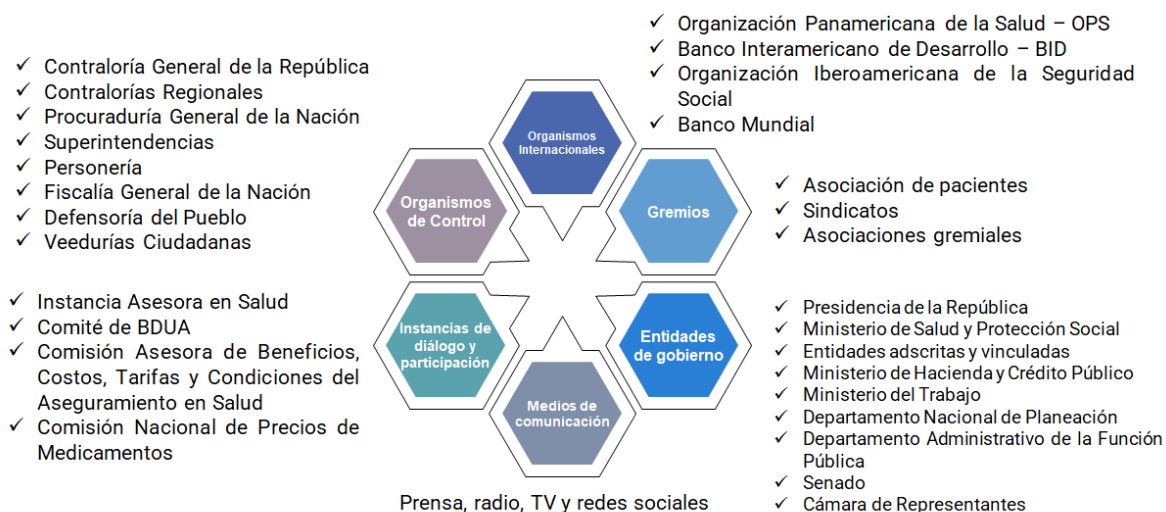 ✓ Organización Panamericana de la Salud – OPS
✓ Banco Interamericano de Desarrollo – BID
✓ Organización Iberoamericana de la Seguridad
Social
✓ Banco Mundial
✓ Contraloría General de la República
✓ Contralorías Regionales
✓ Procuraduría General de la Nación
✓ Superintendencias
✓ Personería
✓ Fiscalía General de la Nación
✓ Defensoría del Pueblo
✓ Veedurías Ciudadanas
Organismos
Internacionales
Organismos
de Control
Gremios
✓ Asociación de pacientes
✓ Sindicatos
✓ Asociaciones gremiales
✓ Instancia Asesora en Salud
✓ Comité de BDUA
✓ Comisión Asesora de Beneficios,
Costos, Tarifas y Condiciones del
Aseguramiento en Salud
✓ Comisión Nacional de Precios de
Medicamentos
Instancias de
diálogo y
participación
Entidades
de gobierno
✓ Presidencia de la República
✓ Ministerio de Salud y Protección Social
✓ Entidades adscritas y vinculadas
✓ Ministerio de Hacienda y Crédito Público
✓ Ministerio del Trabajo
✓ Departamento Nacional de Planeación
✓ Departamento Administrativo de la Función
Pública
✓ Senado
✓ Cámara de Representantes
Medios de
comunicación
Prensa, radio, TV y redes sociales